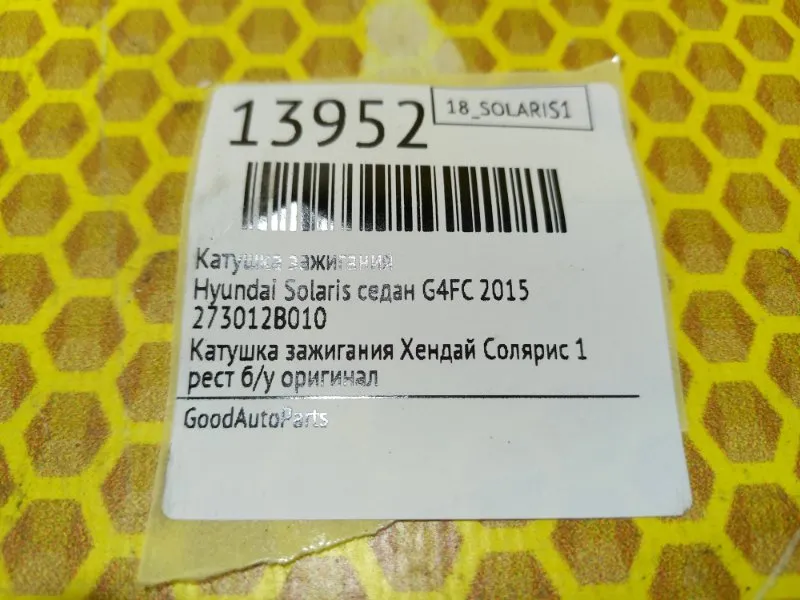 13952
18_SOLARIS1
Катушка зажигания
Hyundai Solaris седан G4FC 2015
273012B010
Катушка зажигания Хендай Солярис 1
рест б/у оригинал
GoodAutoParts